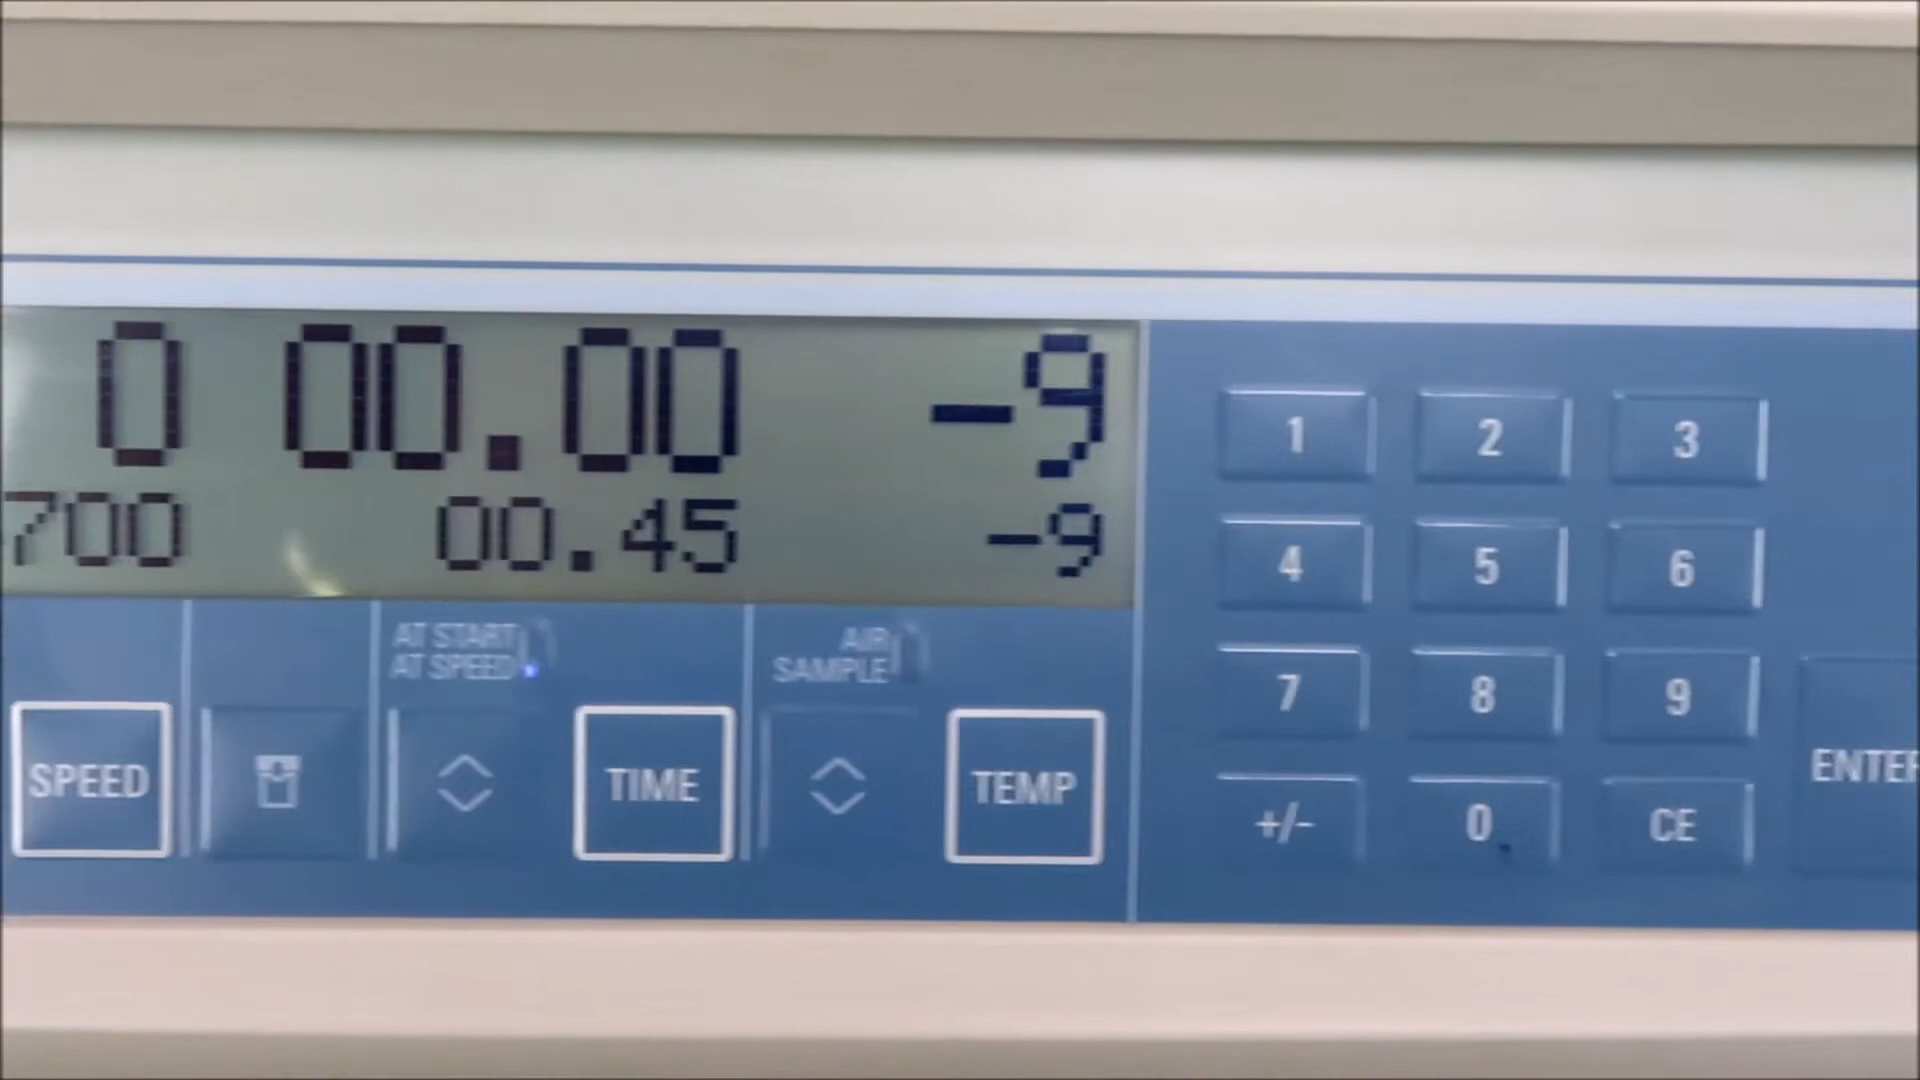 0 00.00 -9
700 00.45 -9
AT START
AT SPEED
AIR
SAMPLE
SPEED
TIME
TEMP
1 2 3
4 5 6
7 8 9
+/- 0 CE
ENTER